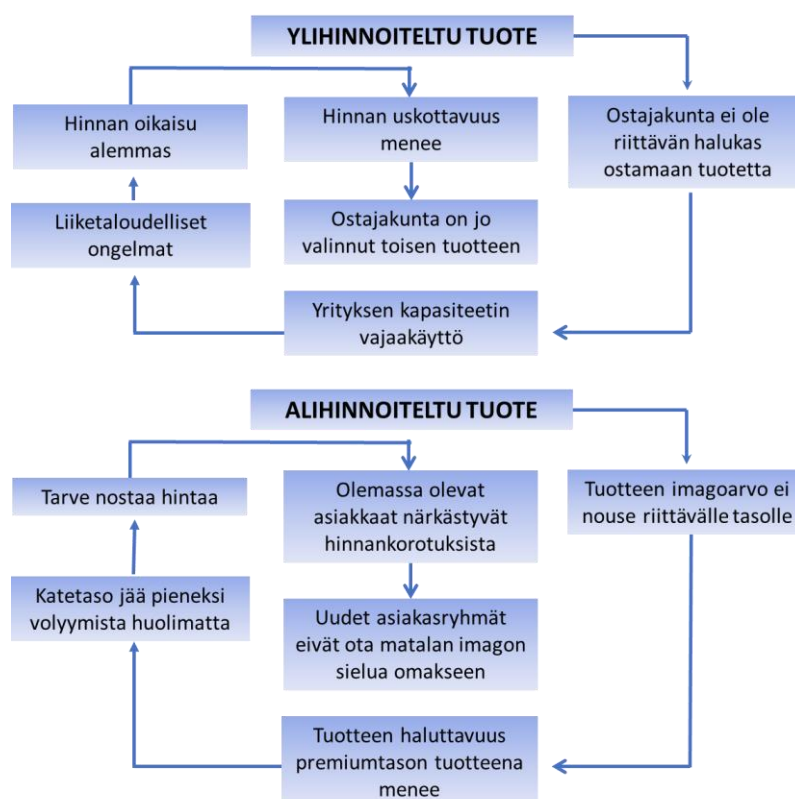 YLIHINNOITELTU TUOTE
Hinnan oikaisu
alemmas
Hinnan uskottavuus
menee
Ostajakunta ei ole
riittävän halukas
ostamaan tuotetta
Liiketaloudelliset
ongelmat
Ostajakunta on jo
valinnut toisen tuotteen
Yrityksen kapasiteetin
vajaakäyttö
ALIHINNOITELTU TUOTE
Tarve nostaa hintaa
Olemassa olevat
asiakkaat närkästyvät
hinnankorotuksista
Tuotteen imagoarvo ei
nouse riittävälle tasolle
Katetaso jää pieneksi
volyymista huolimatta
Uudet asiakasryhmät
eivät ota matalan imagon
sielua omakseen
Tuotteen haluttavuus
premiumtason tuotteena
menee